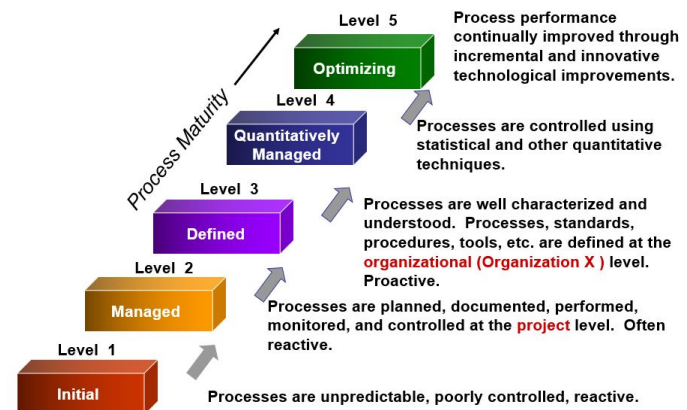 Level 5
Optimizing
Process performance
continually improved through
incremental and innovative
technological improvements.
Process Maturity
Level 4
Quantitatively
Managed
Processes are controlled using
statistical and other quantitative
techniques.
Level 3
Defined
Processes are well characterized and
understood. Processes, standards,
procedures, tools, etc. are defined at the
organizational (Organization X ) level.
Proactive.
Level 2
Managed
Processes are planned, documented, performed,
monitored, and controlled at the project level. Often
reactive.
Level 1
Initial
Processes are unpredictable, poorly controlled, reactive.